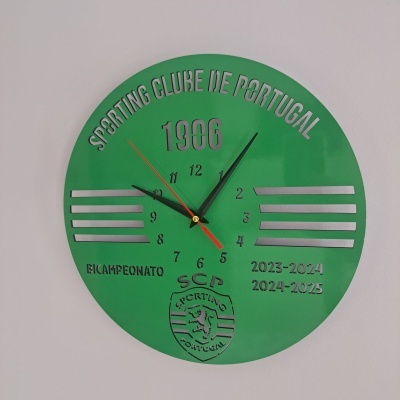 SPORTING CLUBE DE PORTUGAL
1906
11 12 1
10 2
9 3
8 4
7 6 5
BICAMPEONATO
2023-2024
2024-2025
SCP
SPORTING
PORTUGAL